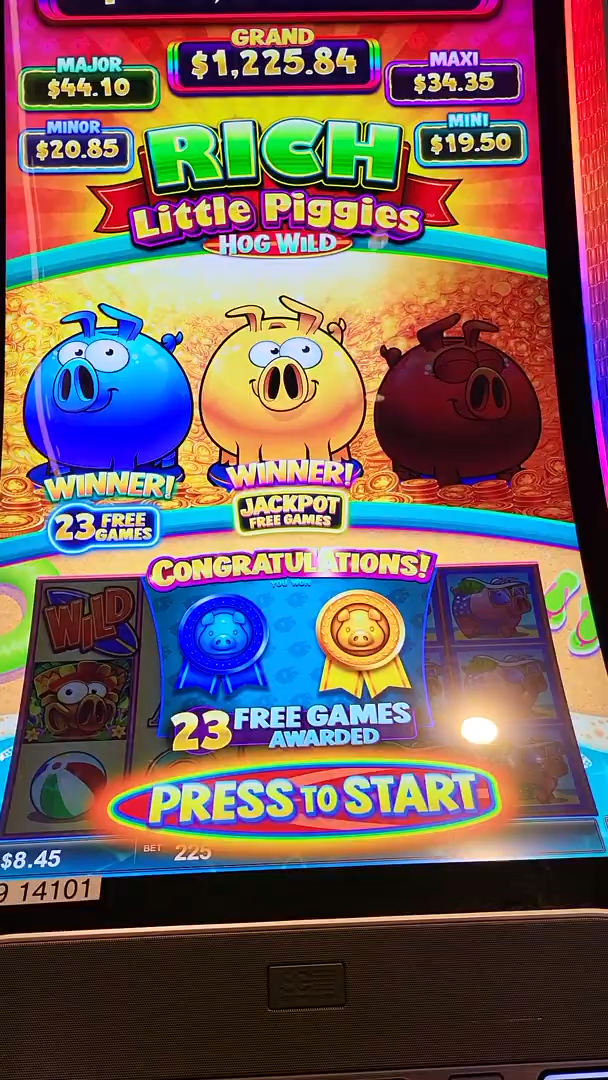 GRAND
$1,225.84
MAJOR
$44.10
MAXI
$34.35
MINOR
$20.85
MINI
$19.50
RICH
Little Piggies
HOG WILD
WINNER!
23 FREE GAMES
WINNER!
JACKPOT
FREE GAMES
CONGRATULATIONS!
YOU WON
WILD
23 FREE GAMES
AWARDED
PRESS TO START
$8.45
BET 225
9 14101